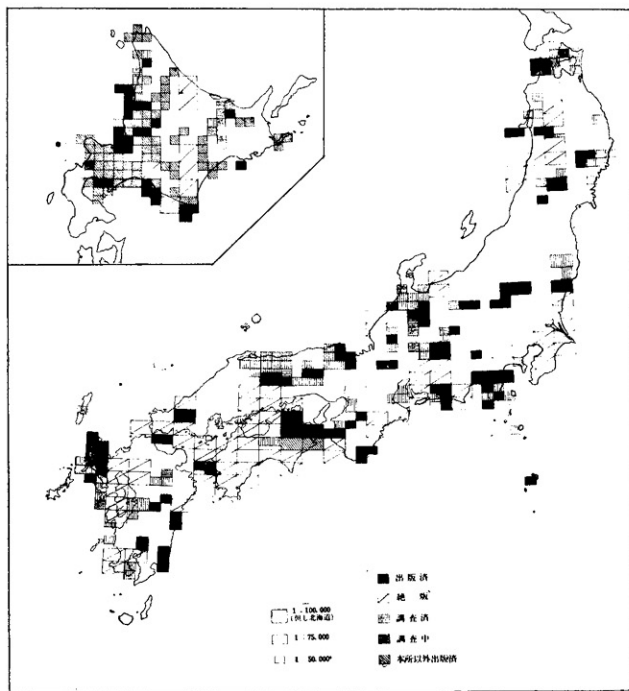 出版済
絶版
調査済
調査中
本所以外出版済
1 : 100.000
(但し北海道)
1 : 75.000
1 : 50.000